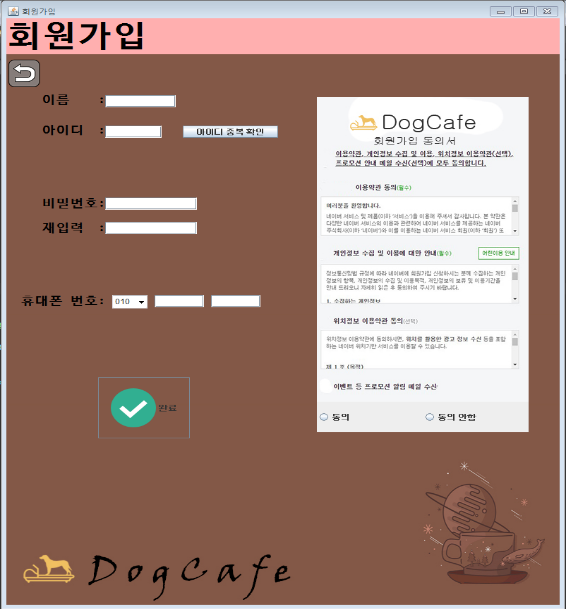 회원가입
회원가입
이름 :
아이디 :
아이디 중복 확인
비밀번호:
재입력 :
휴대폰 번호: 010
완료
DogCafe
회원가입 동의서
이용약관, 개인정보 수집 및 이용, 위치정보 이용약관(선택),
프로모션 안내 메일 수신(선택)에 모두 동의합니다.
이용약관 동의(필수)
여러분을 환영합니다.
네이버 서비스 및 제품(이하 '서비스')을 이용해 주셔서 감사합니다. 본 약관은
다양한 네이버 서비스의 이용과 관련하여 네이버 서비스를 제공하는 네이버
주식회사(이하 '네이버')와 이를 이용하는 네이버 서비스 회원(이하 '회원') 또
개인정보 수집 및 이용에 대한 안내(필수)
어린이용 안내
정보통신망법 규정에 따라 네이버에 회원가입 신청하시는 분께 수집하는 개인
정보의 항목, 개인정보의 수집 및 이용목적, 개인정보의 보유 및 이용기간을
안내 드리오니 자세히 읽은 후 동의하여 주시기 바랍니다.
1. 수집하는 개인정보
위치정보 이용약관 동의(선택)
위치정보 이용약관에 동의하시면, 위치를 활용한 광고 정보 수신 등을 포함
하는 네이버 위치기반 서비스를 이용할 수 있습니다.
제 1 조 (목적)
이벤트 등 프로모션 알림 메일 수신
동의
동의 안함
DogCafe